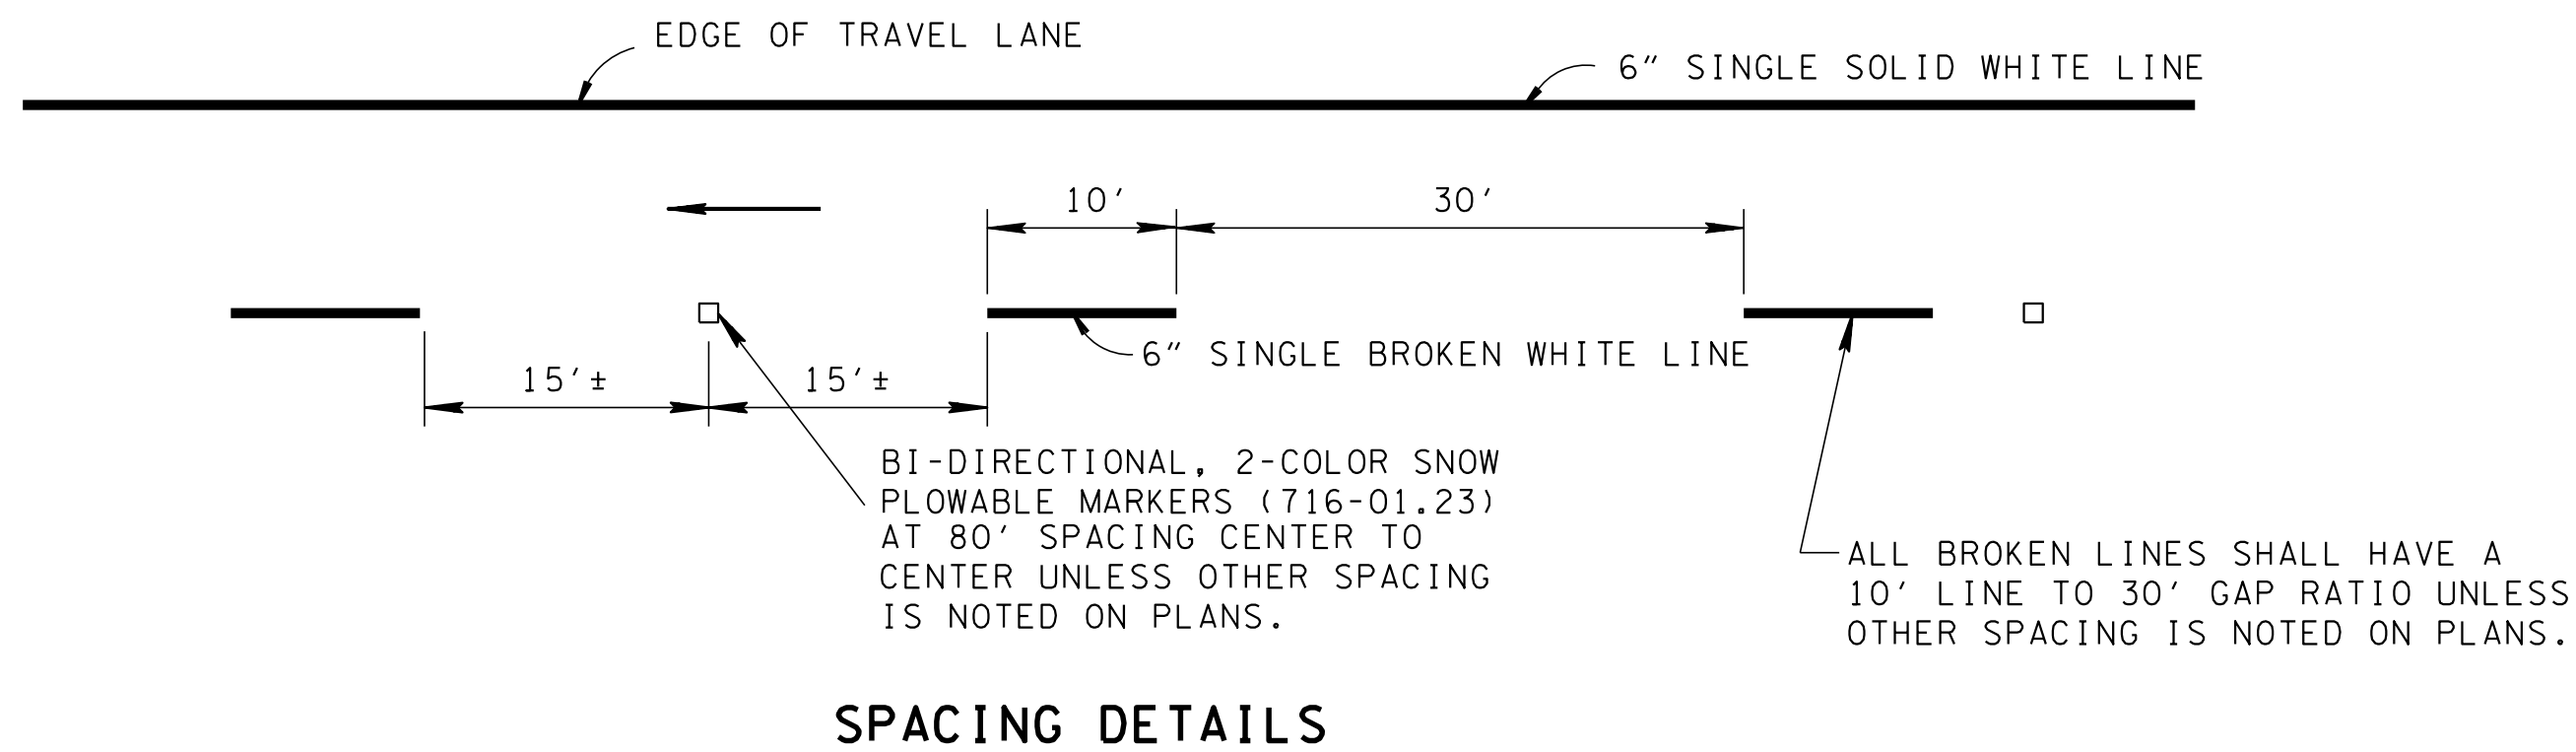 EDGE OF TRAVEL LANE
6" SINGLE SOLID WHITE LINE
10'
30'
6" SINGLE BROKEN WHITE LINE
15'±
15'±
BI-DIRECTIONAL, 2-COLOR SNOW
PLOWABLE MARKERS (716-01.23)
AT 80' SPACING CENTER TO
CENTER UNLESS OTHER SPACING
IS NOTED ON PLANS.
ALL BROKEN LINES SHALL HAVE A
10' LINE TO 30' GAP RATIO UNLESS
OTHER SPACING IS NOTED ON PLANS.
SPACING DETAILS